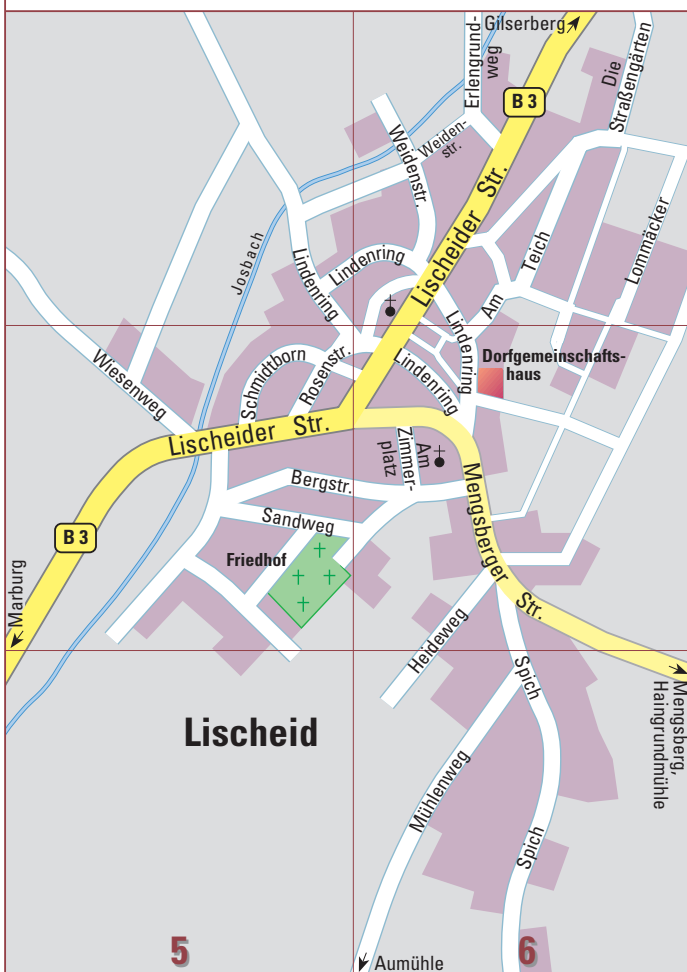 Gilserberg
Erlengrund-
weg
Die
Straßengärten
B 3
Weiden-
str.
Weidenstr.
Lischeider Str.
Josbach
Lindenring
Lindenring
Teich
Am
Lommäcker
Lindenring
Dorfgemeinschafts-
haus
Lindenring
Rosenstr.
Schmidtborn
Wiesenweg
Lischeider Str.
Am
Zimmer-
platz
Bergstr.
Mengsberger Str.
Sandweg
B 3
Friedhof
Marburg
Heideweg
Spich
Mengsberg,
Haingrundmühle
Lischeid
Mühlenweg
Spich
5
6
Aumühle